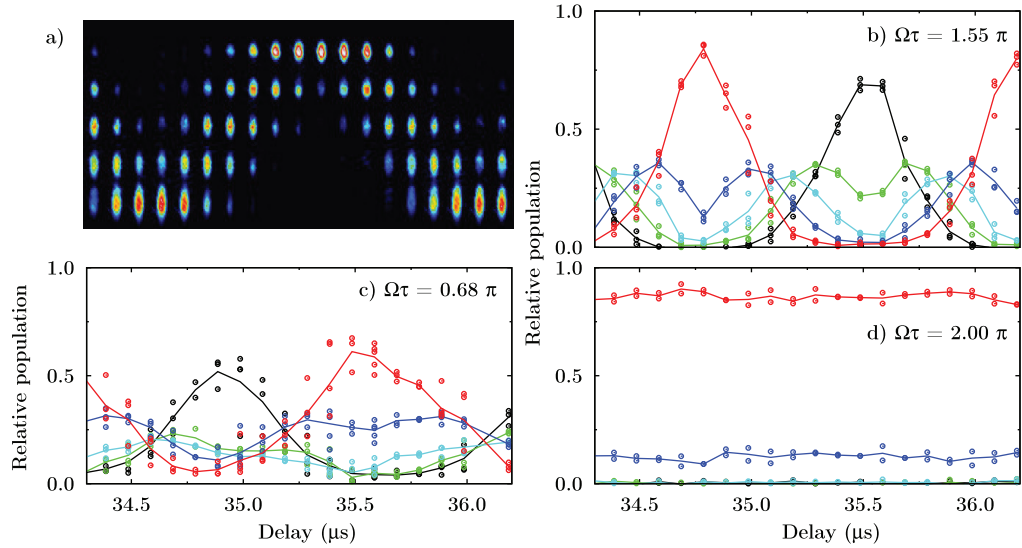 a)
b) Ωτ = 1.55 π
1.0
0.5
0.0
Relative population
c) Ωτ = 0.68 π
1.0
0.5
0.0
Relative population
34.5 35.0 35.5 36.0
Delay (μs)
d) Ωτ = 2.00 π
1.0
0.5
0.0
34.5 35.0 35.5 36.0
Delay (μs)